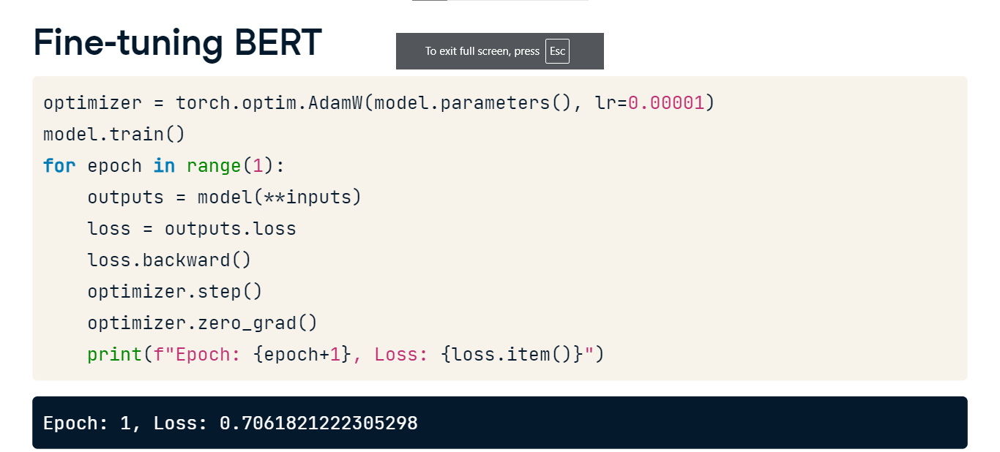 Fine-tuning BERT
To exit full screen, press Esc
optimizer = torch.optim.AdamW(model.parameters(), lr=0.00001)
model.train()
for epoch in range(1):
    outputs = model(**inputs)
    loss = outputs.loss
    loss.backward()
    optimizer.step()
    optimizer.zero_grad()
    print(f"Epoch: {epoch+1}, Loss: {loss.item()}")
Epoch: 1, Loss: 0.7061821222305298